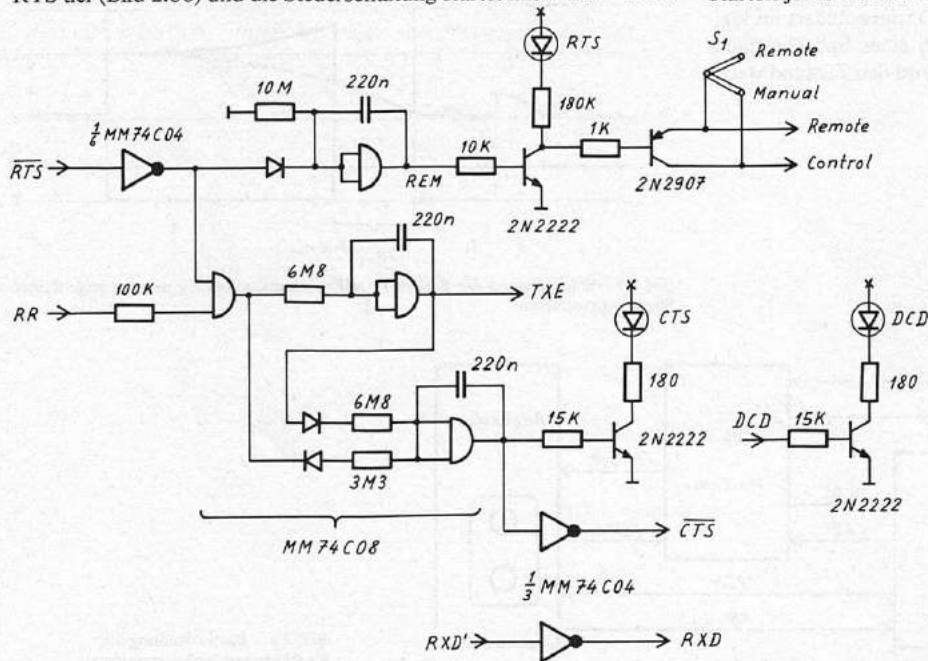 RTS
S₁
Remote
Manual
10M
220n
180K
1K
Remote
Control
1/6 MM74C04
RTS
10K
REM
2N2222
2N2907
220n
6M8
100K
RR
TXE
CTS
DCD
220n
180
180
6M8
15K
DCD
15K
2N2222
3M3
2N2222
MM74C08
CTS
1/3 MM74C04
RXD'
RXD